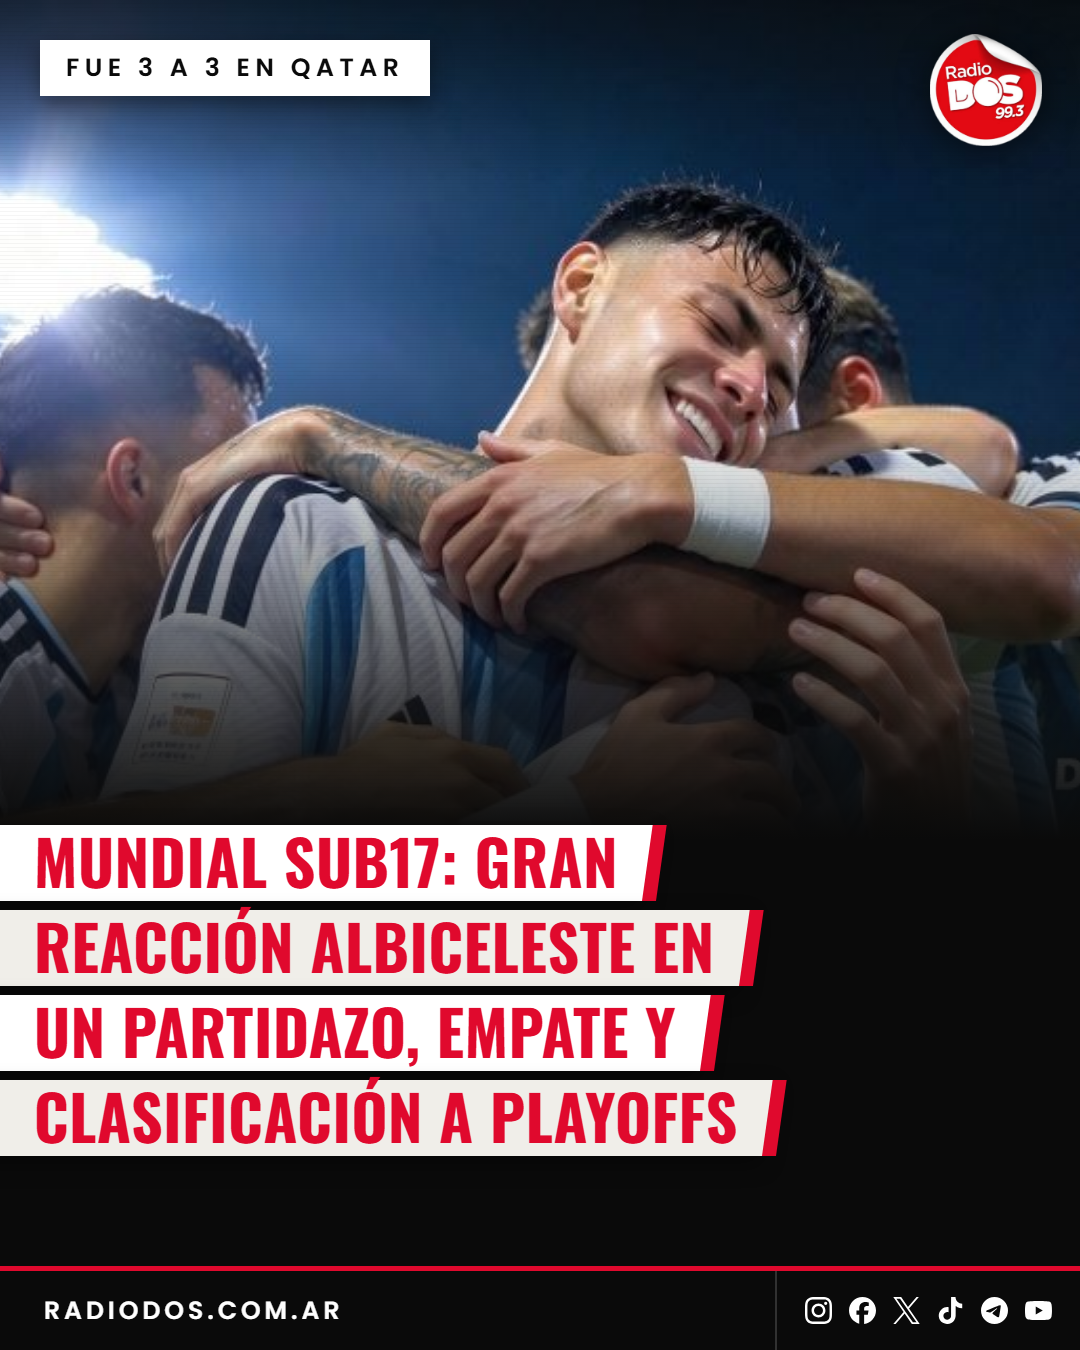 FUE 3 A 3 EN QATAR
Radio
DOS
99.3
MUNDIAL SUB17: GRAN
REACCIÓN ALBICELESTE EN
UN PARTIDAZO, EMPATE Y
CLASIFICACIÓN A PLAYOFFS
RADIODOS.COM.AR